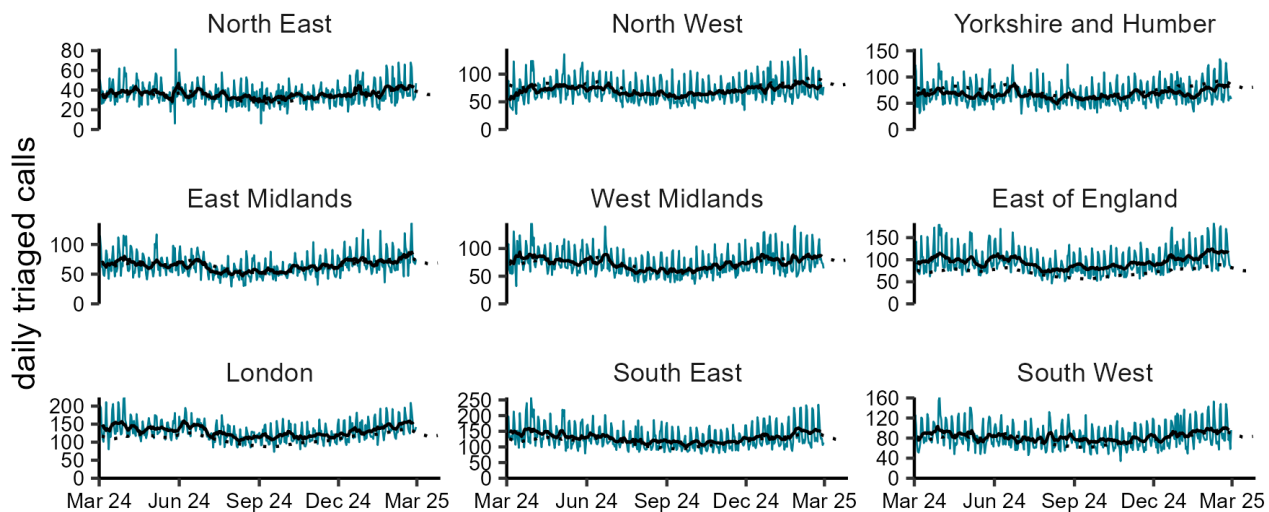 North East
North West
Yorkshire and Humber
80
60
40
20
0
100
50
0
150
100
50
0
daily triaged calls
East Midlands
West Midlands
East of England
100
50
0
100
50
0
150
100
50
0
London
South East
South West
200
150
100
50
0
250
200
150
100
50
0
160
120
80
40
0
Mar 24 Jun 24 Sep 24 Dec 24 Mar 25
Mar 24 Jun 24 Sep 24 Dec 24 Mar 25
Mar 24 Jun 24 Sep 24 Dec 24 Mar 25